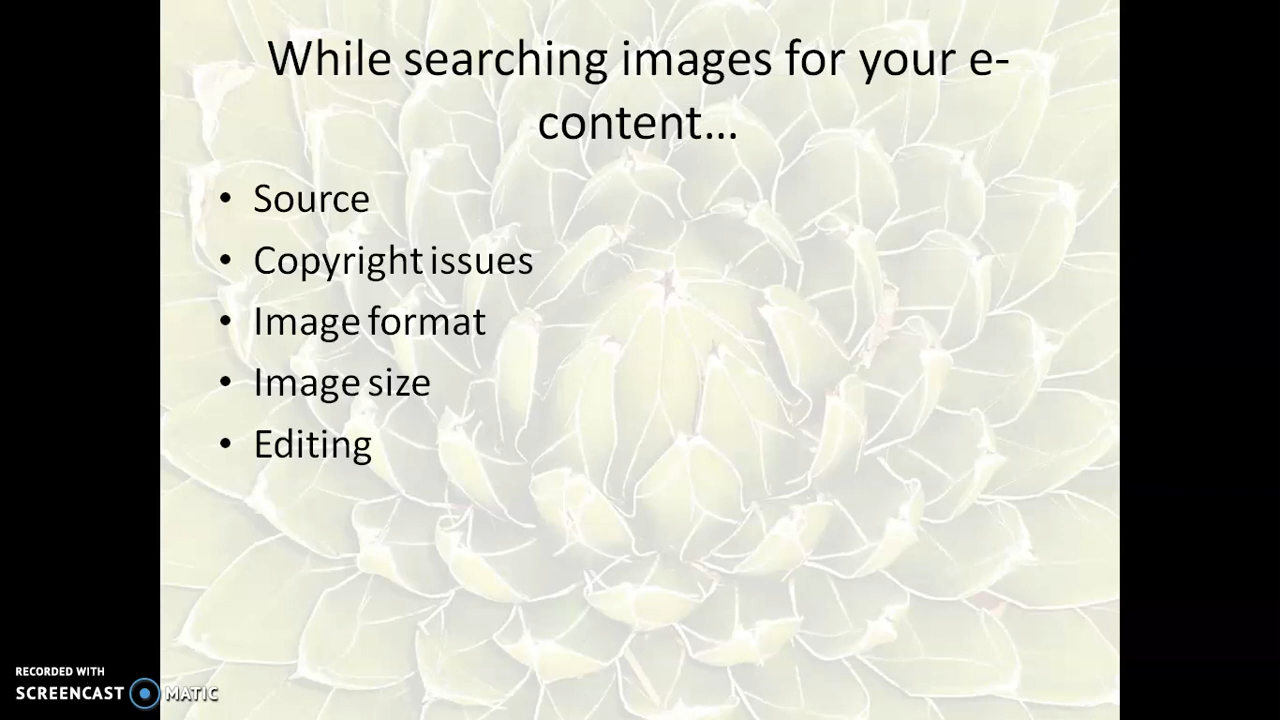 While searching images for your e-
content...
• Source
• Copyright issues
• Image format
• Image size
• Editing
RECORDED WITH
SCREENCAST MATIC